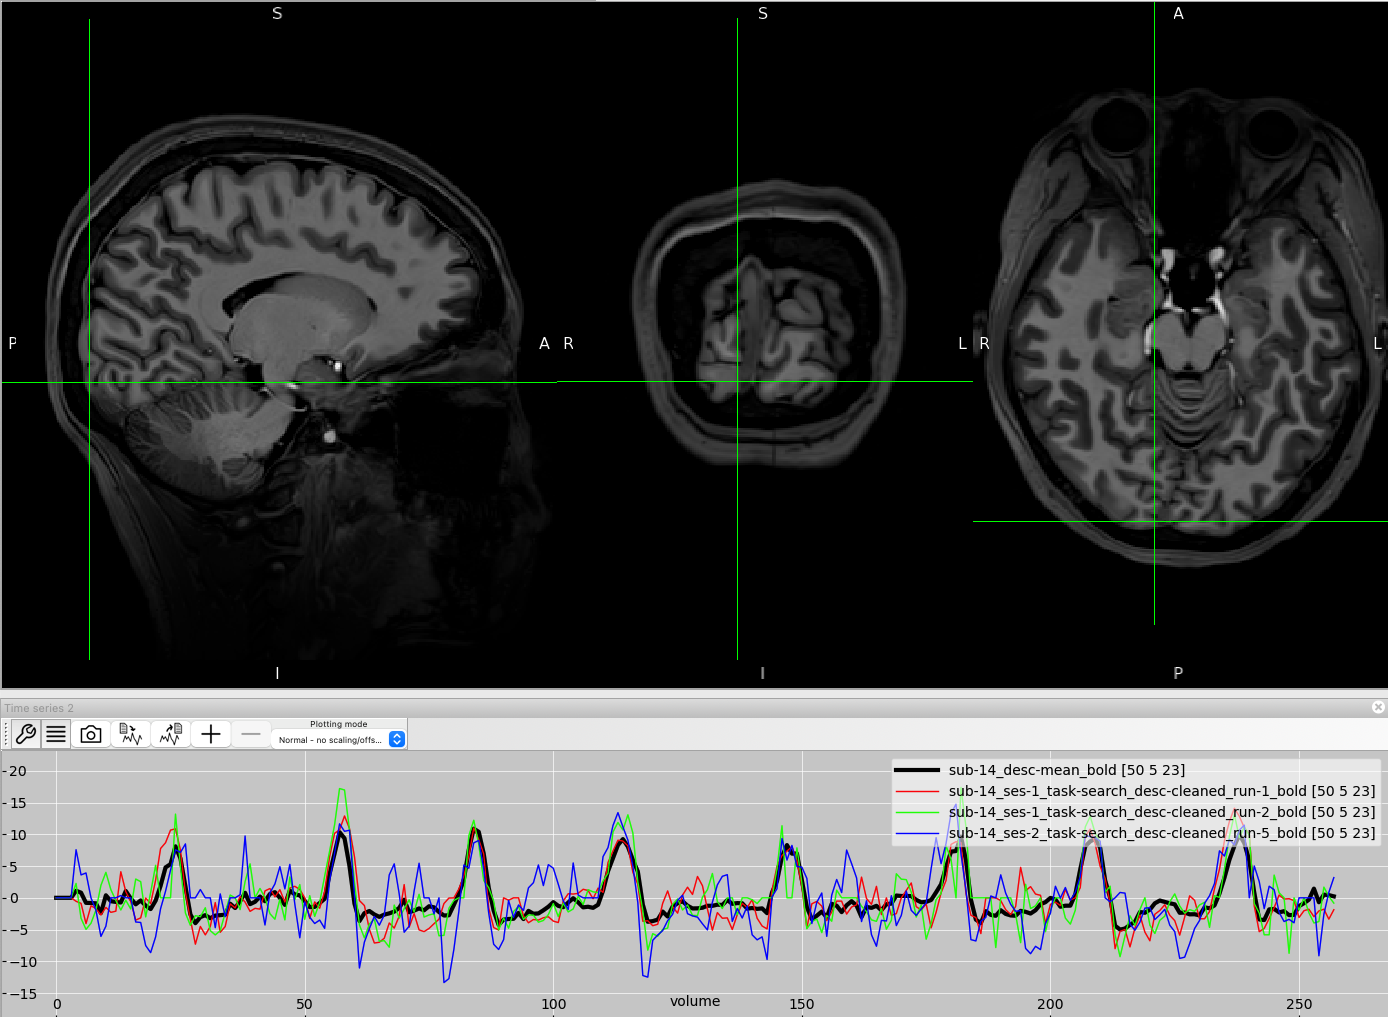 S
S
A
P
A
R
L
R
L
I
I
P
Time series 2
Plotting mode
Normal - no scaling/offs...
sub-14_desc-mean_bold [50 5 23]
sub-14_ses-1_task-search_desc-cleaned_run-1_bold [50 5 23]
sub-14_ses-1_task-search_desc-cleaned_run-2_bold [50 5 23]
sub-14_ses-2_task-search_desc-cleaned_run-5_bold [50 5 23]
20
15
10
5
0
−5
−10
−15
0
50
100
150
200
250
volume